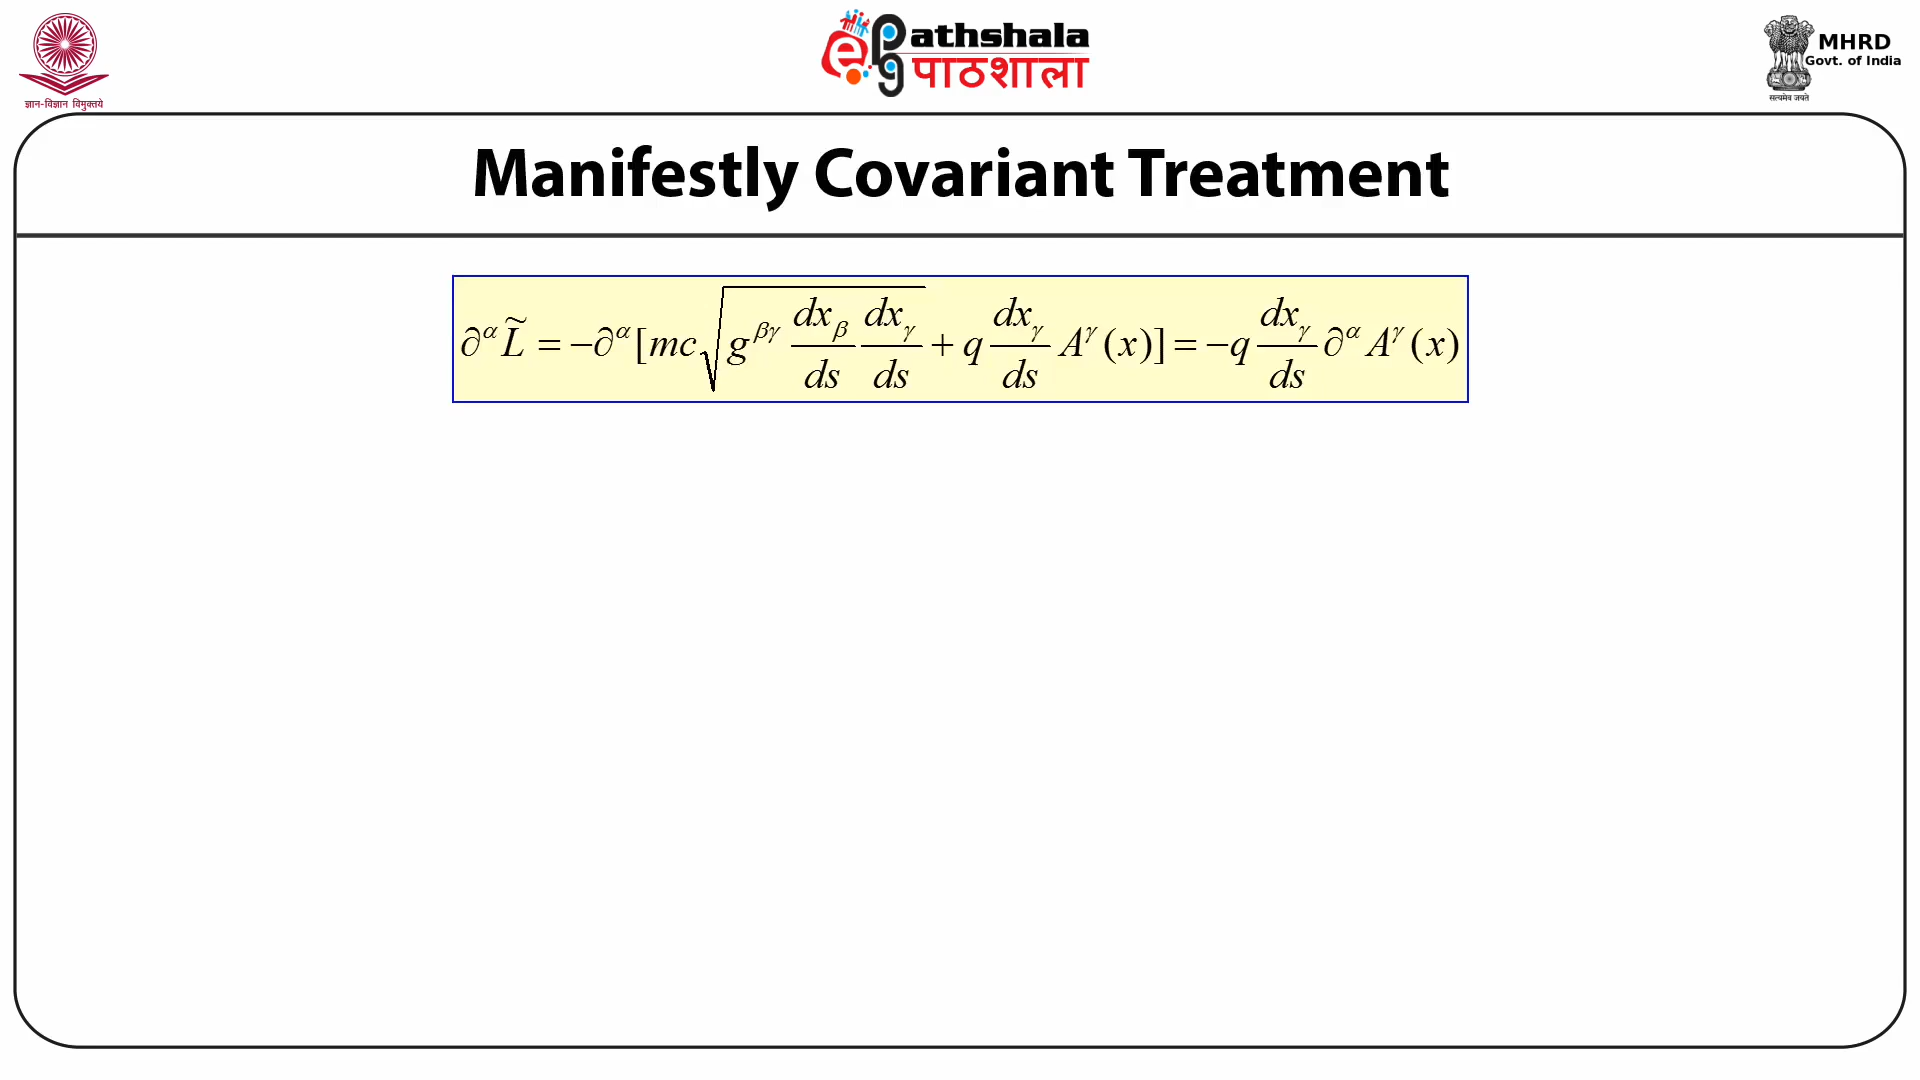 ज्ञान-विज्ञान विमुक्तये
ePathshala
पाठशाला
MHRD
Govt. of India
सत्यमेव जयते
Manifestly Covariant Treatment
∂^α L̃ = −∂^α [mc√(g^{βγ} (dx_β/ds) (dx_γ/ds)) + q (dx_γ/ds) A^γ (x)] = −q (dx_γ/ds) ∂^α A^γ (x)